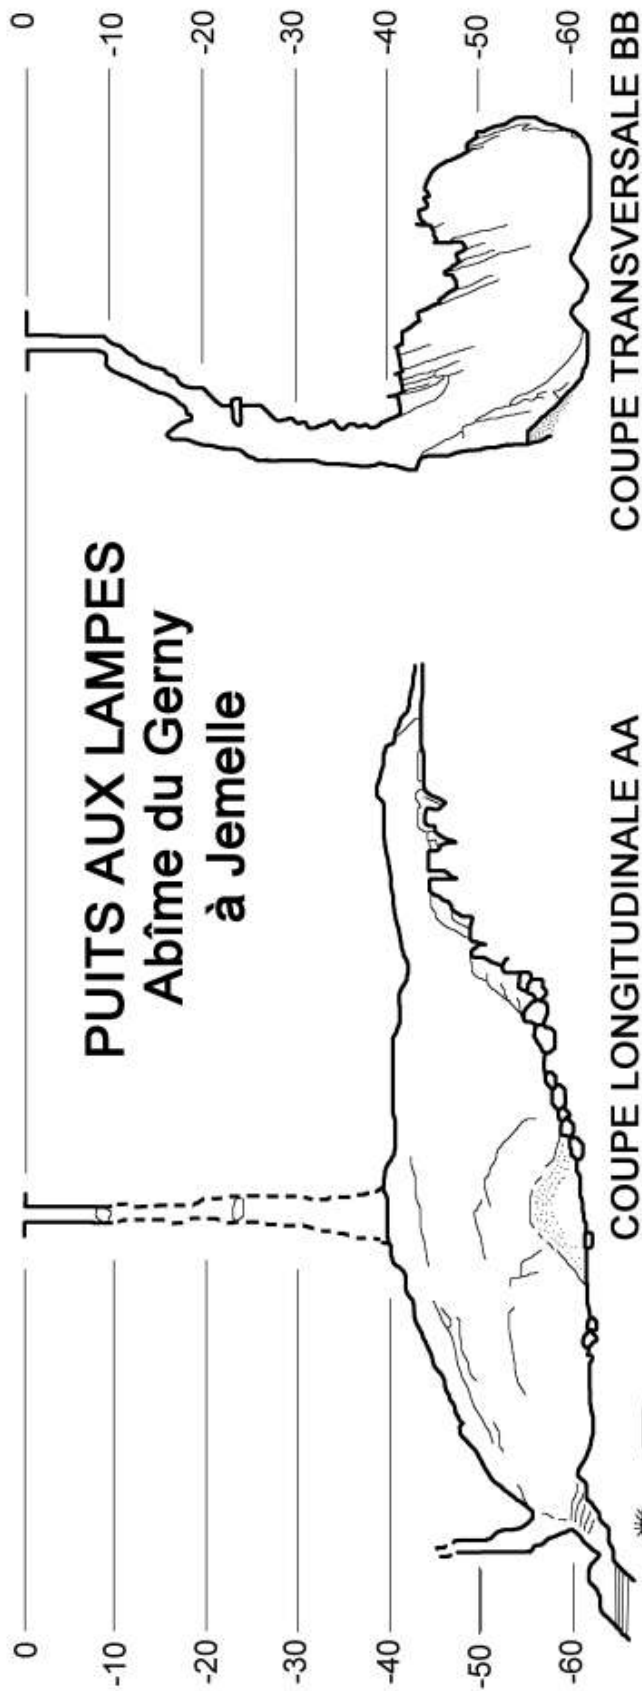 PUITS AUX LAMPES
Abîme du Gerny
à Jemelle
0
-10
-20
-30
-40
-50
-60
COUPE LONGITUDINALE AA
0
-10
-20
-30
-40
-50
-60
COUPE TRANSVERSALE BB